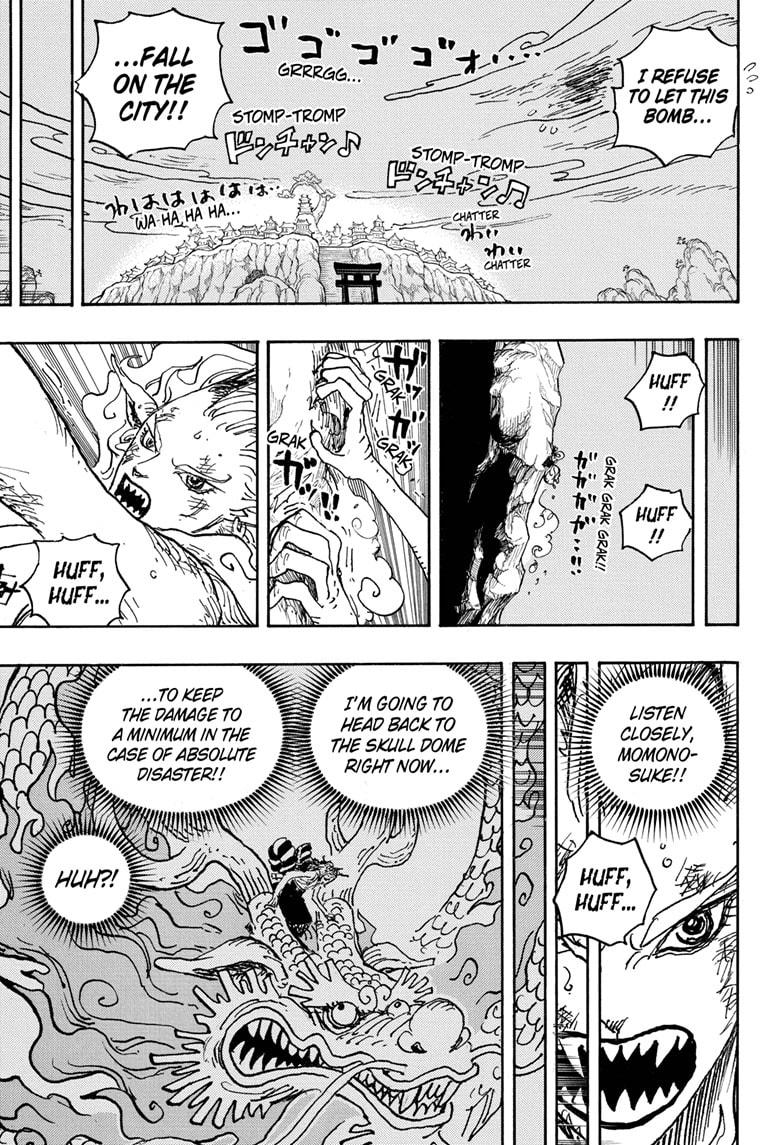 I REFUSE
TO LET THIS
BOMB...
...FALL
ON THE
CITY!!
ゴゴゴゴォ‥‥
GRRRGG...
STOMP-TROMP
ドンチャン♪
STOMP-TROMP
ドンチャン♫
わはははは‥
WA-HA, HA HA...
CHATTER
わい
わい
CHATTER
HUFF
!!
HUFF
!!
GRAK GRAK GRAK!!
ガガガガッ‥!!
ガッ
ガッ
GRAK
GRAK
GRAK
ガッ!!
HUFF,
HUFF...
LISTEN
CLOSELY,
MOMONO-
SUKE!!
HUFF,
HUFF...
I'M GOING TO
HEAD BACK TO
THE SKULL DOME
RIGHT NOW...
...TO KEEP
THE DAMAGE TO
A MINIMUM IN THE
CASE OF ABSOLUTE
DISASTER!!
HUH?!